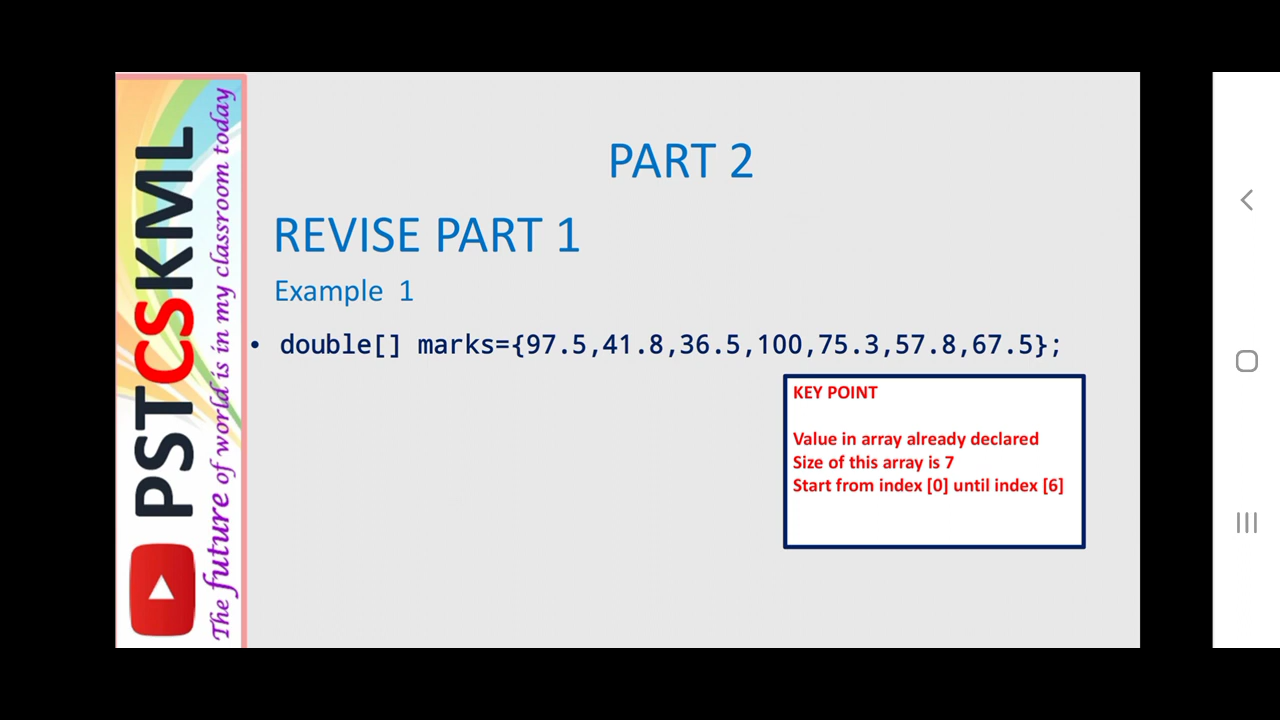 PSTCSKML
The future of world is in my classroom today
PART 2
REVISE PART 1
Example 1
• double[] marks={97.5,41.8,36.5,100,75.3,57.8,67.5};
KEY POINT
Value in array already declared
Size of this array is 7
Start from index [0] until index [6]